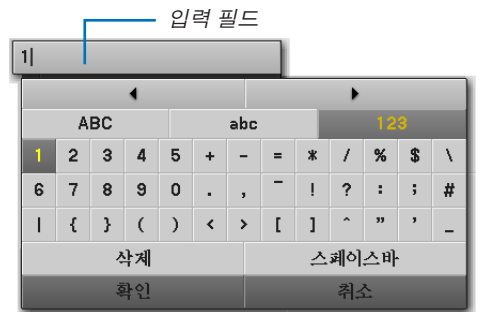 입력 필드
1
◀ ▶
ABC abc 123
1 2 3 4 5 + - = * / % $ \
6 7 8 9 0 . , ¯ ! ? : ; #
| { } ( ) < > [ ] ^ " ' _
삭제 스페이스바
확인 취소